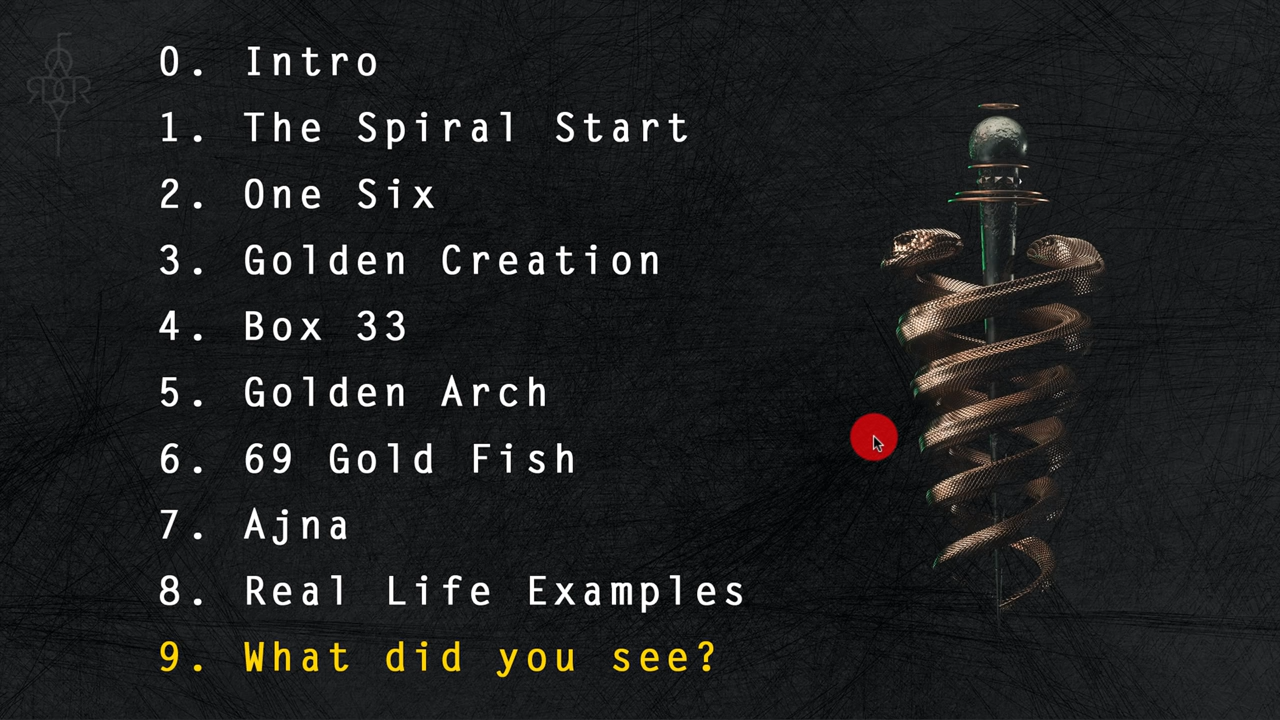 0. Intro
1. The Spiral Start
2. One Six
3. Golden Creation
4. Box 33
5. Golden Arch
6. 69 Gold Fish
7. Ajna
8. Real Life Examples
9. What did you see?